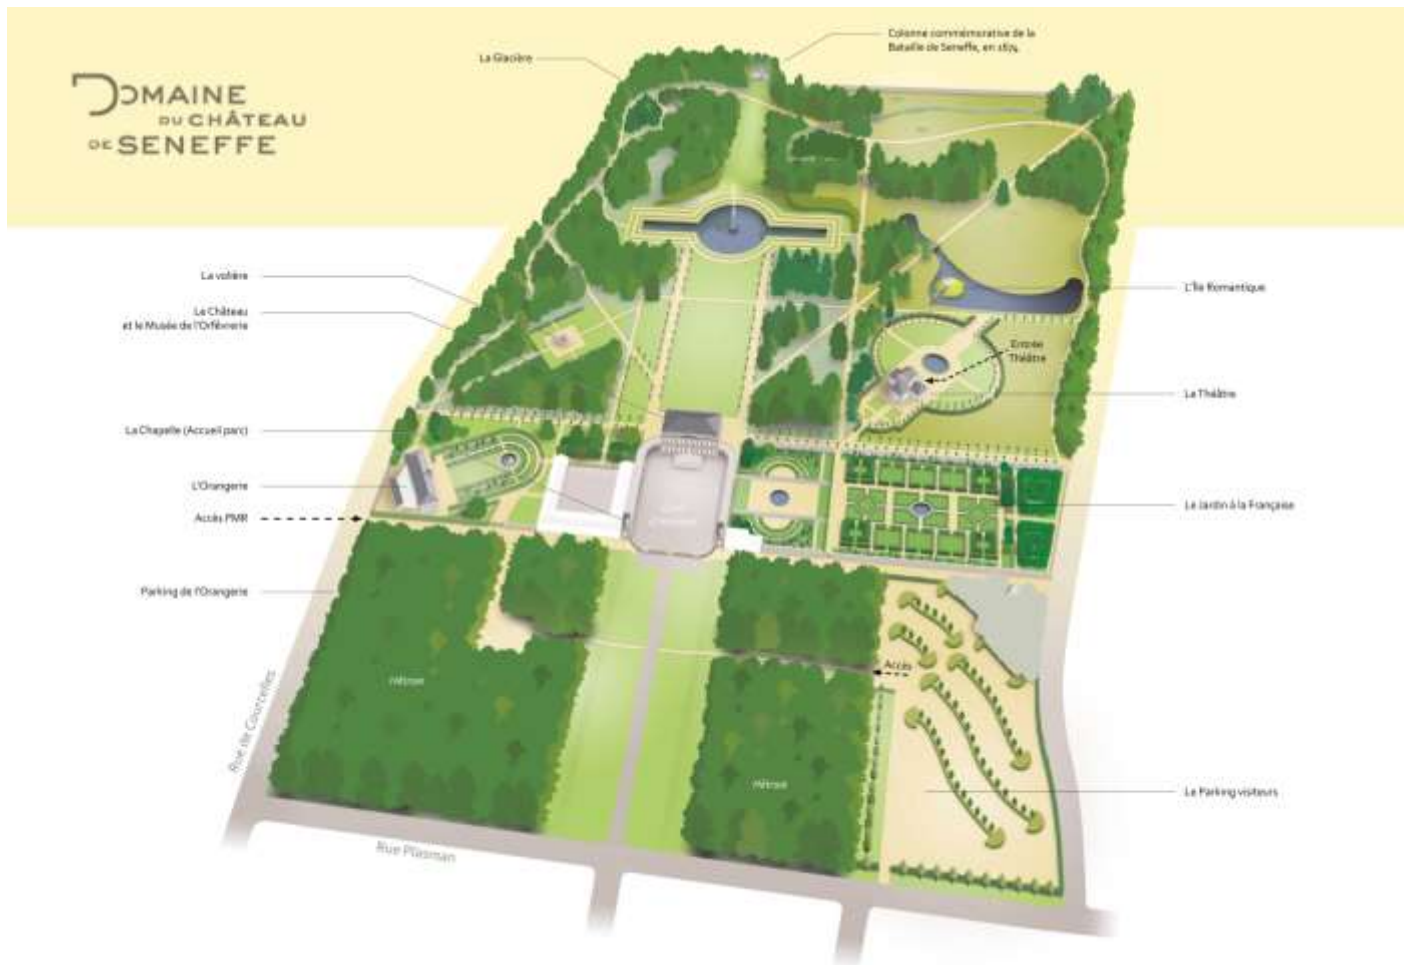 DOMAINE
DU CHÂTEAU
DE SENEFFE
La Glacière
Colonne commémorative de la
Bataille de Seneffe, en 1674
La volière
Le Château
et le Musée de l'Orfèvrerie
La Chapelle (Accueil parc)
L'Orangerie
Accès PMR
Parking de l'Orangerie
L'Île Romantique
Entrée
Théâtre
Le Théâtre
Le Jardin à la Française
Accès
Hêtraie
Hêtraie
Le Parking visiteurs
Rue de Courcelles
Rue Plasman